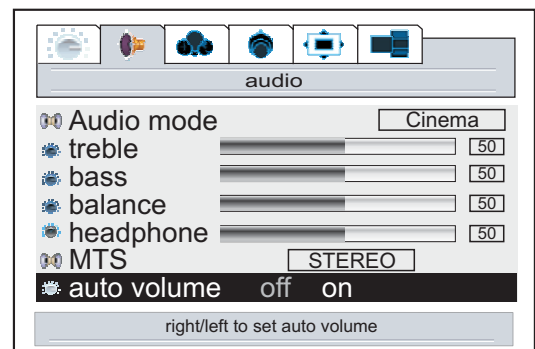 audio
Audio mode Cinema
treble 50
bass 50
balance 50
headphone 50
MTS STEREO
auto volume off on
right/left to set auto volume